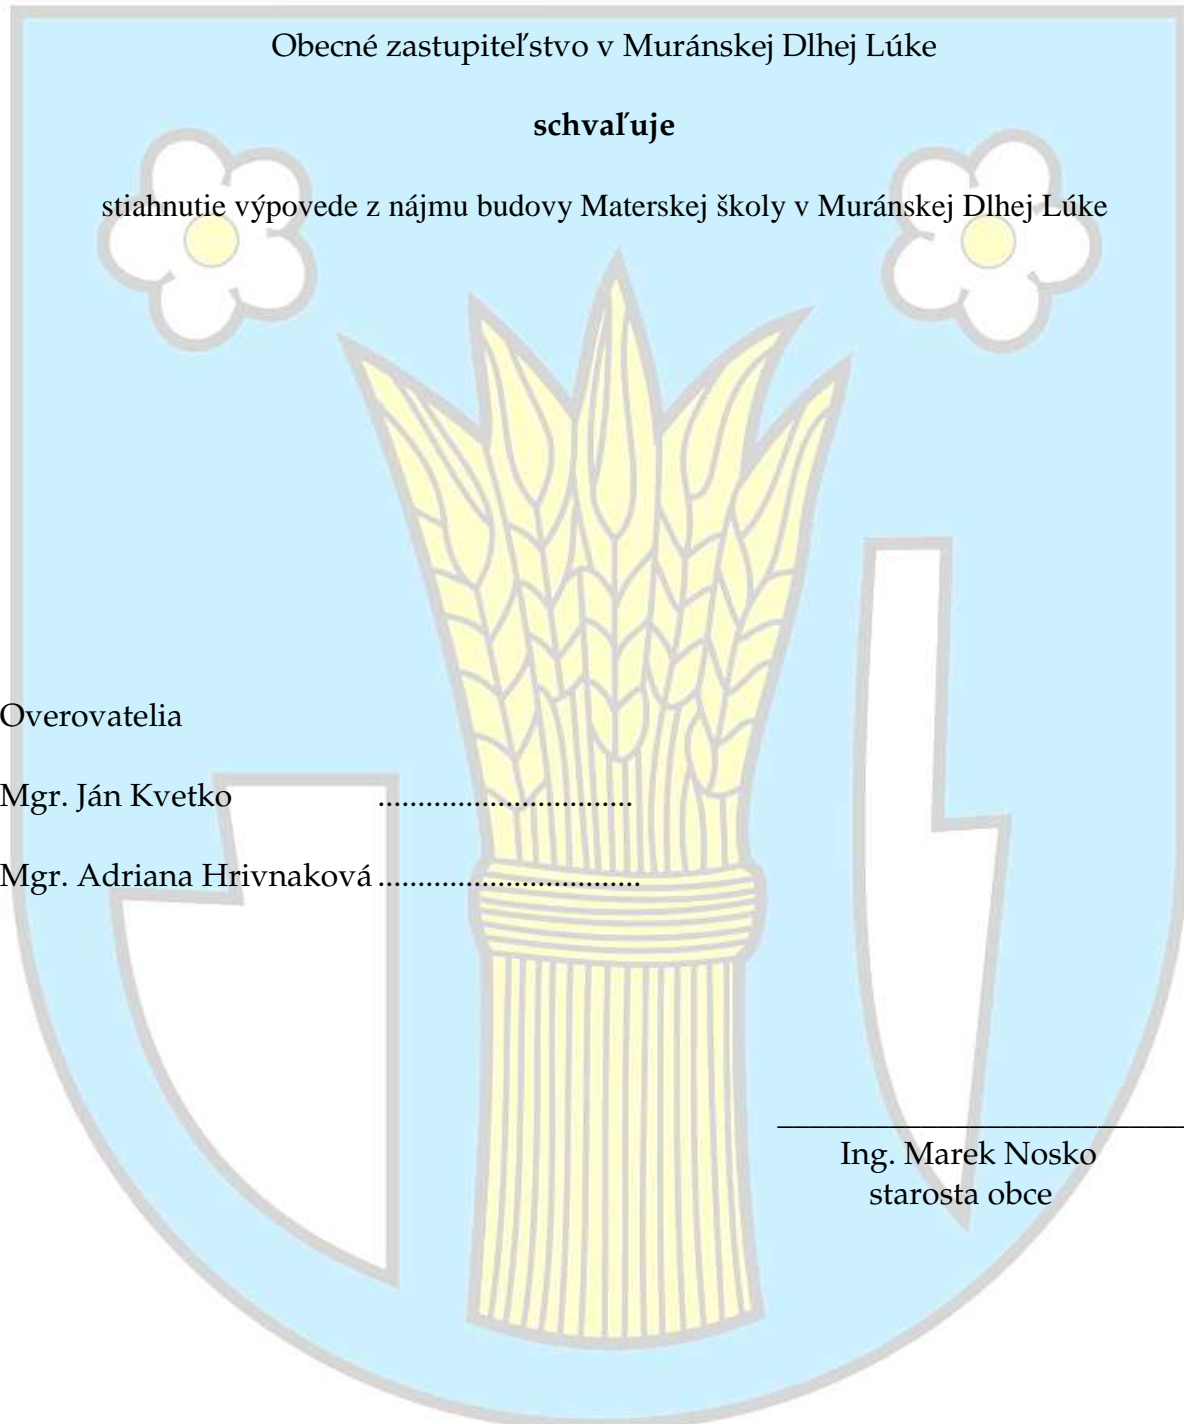 Obecné zastupiteľstvo v Muránskej Dlhej Lúke
schvaľuje
stiahnutie výpovede z nájmu budovy Materskej školy v Muránskej Dlhej Lúke
Overovatelia
Mgr. Ján Kvetko ................................
Mgr. Adriana Hrivnaková .................................
__________________________
Ing. Marek Nosko
starosta obce